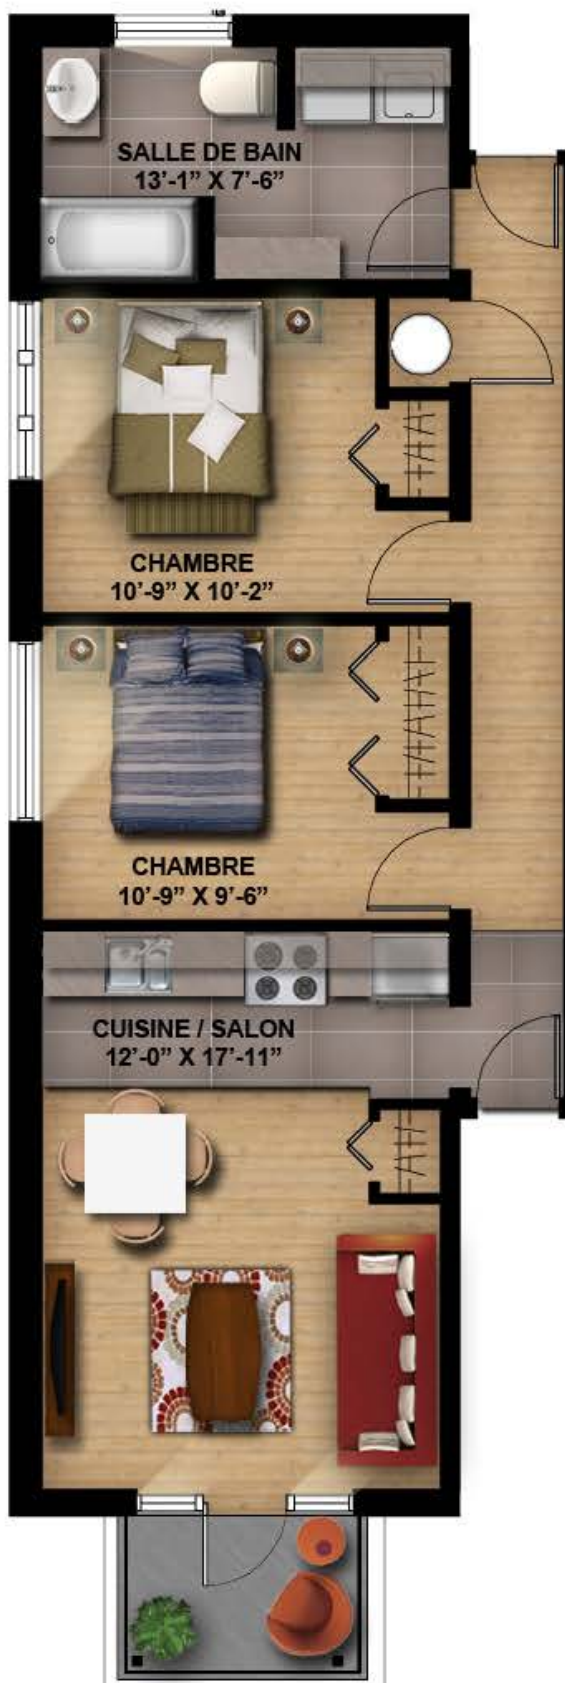 SALLE DE BAIN
13'-1” X 7'-6”
CHAMBRE
10'-9” X 10'-2”
CHAMBRE
10'-9” X 9'-6”
CUISINE / SALON
12'-0” X 17'-11”